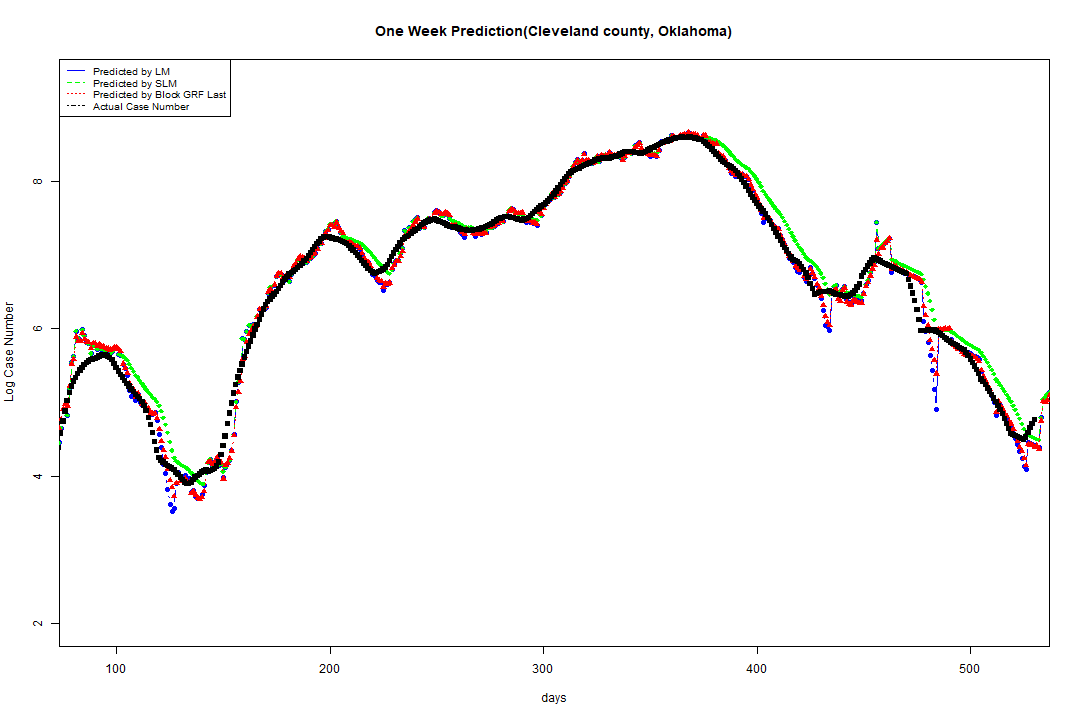 One Week Prediction(Cleveland county, Oklahoma)
Predicted by LM
Predicted by SLM
Predicted by Block GRF Last
Actual Case Number
Log Case Number
8
6
4
2
100 200 300 400 500
days